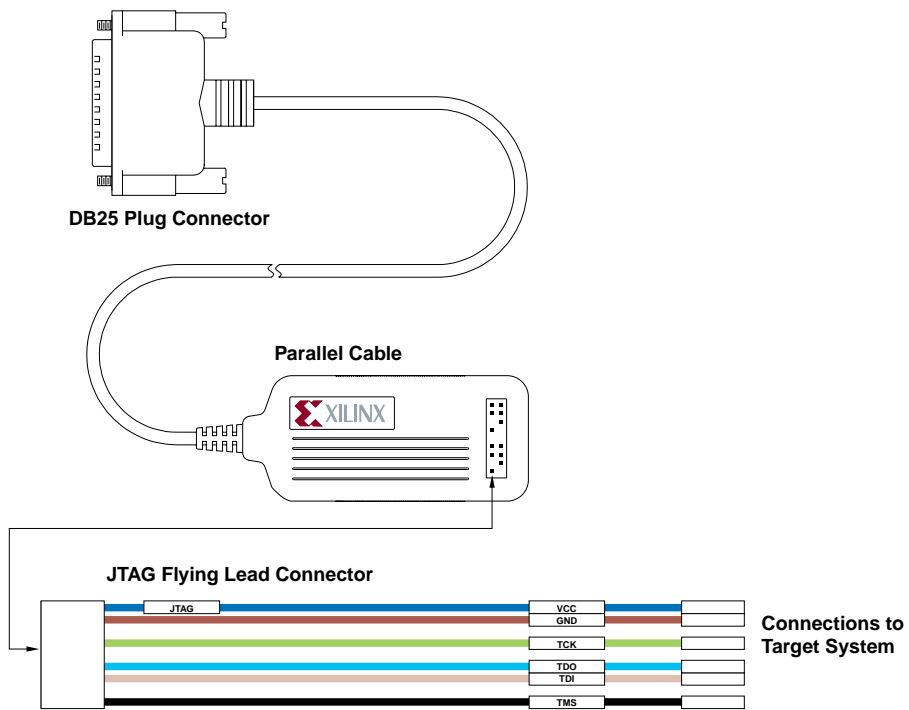 DB25 Plug Connector
Parallel Cable
XILINX
JTAG Flying Lead Connector
JTAG
VCC
GND
TCK
TDO
TDI
TMS
Connections to
Target System